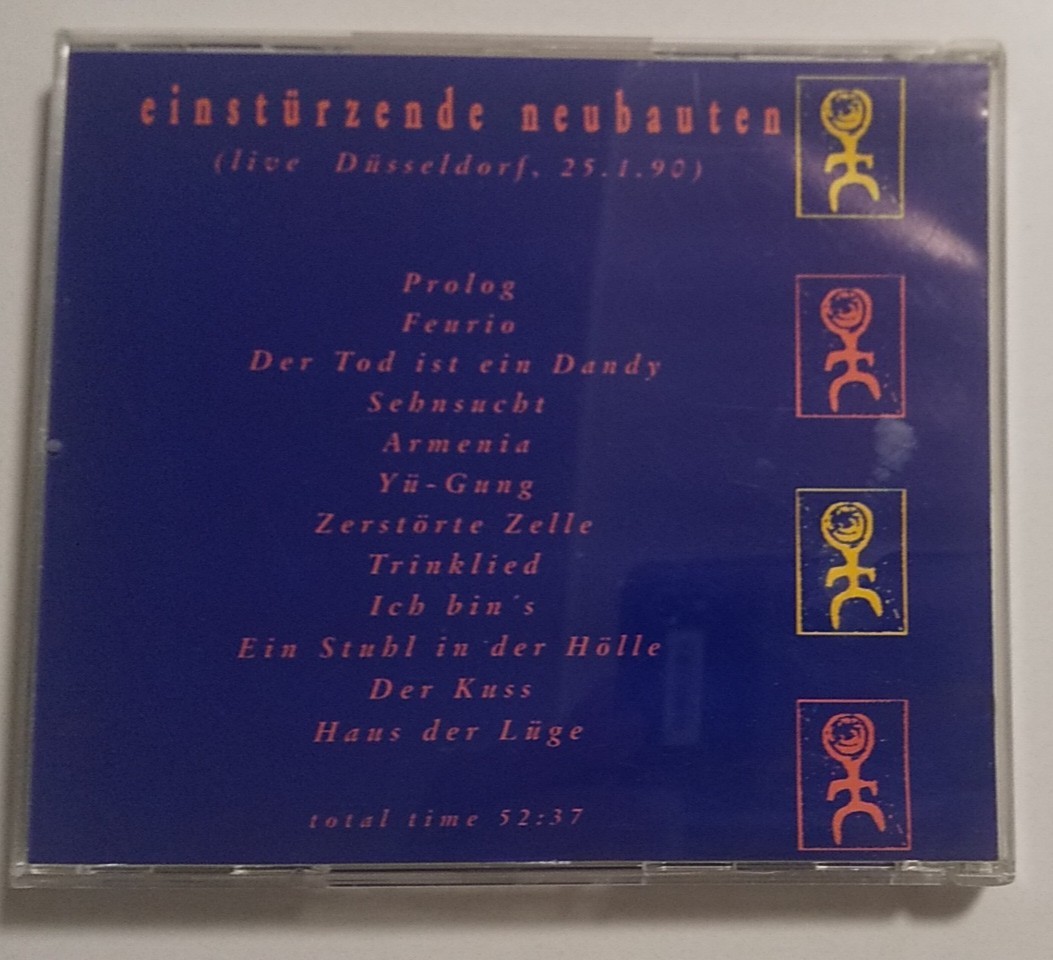 einstürzende neubauten
(live Düsseldorf, 25.1.90)
Prolog
Feurio
Der Tod ist ein Dandy
Sehnsucht
Armenia
Yü-Gung
Zerstörte Zelle
Trinklied
Ich bin´s
Ein Stuhl in der Hölle
Der Kuss
Haus der Lüge
total time 52:37